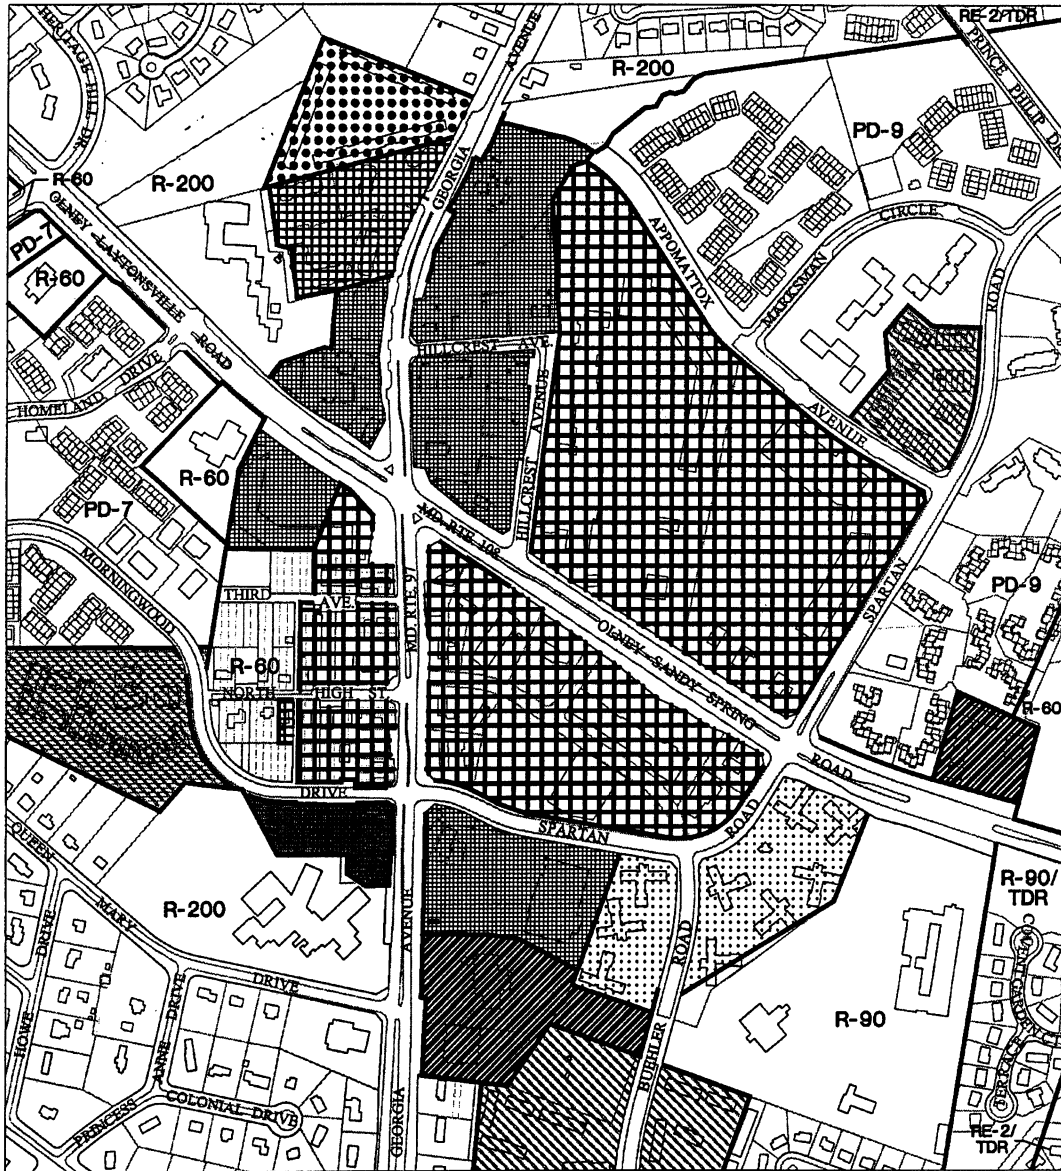 RE-2/TDR
HERITAGE HILL DR.
AVENUE
R-200
PRINCE PHILIP DR.
PD-9
R-60
R-200
GEORGIA
OLNEY LAYTONSVILLE ROAD
CIRCLE
PD-7
R-60
APPOMATTOX
MARKSMAN
ROAD
HILLCREST AVE.
HOMELAND DRIVE
AVENUE
HILLCREST AVENUE
R-60
PD-7
MD. RTE. 108
MORNINGWOOD
MD. RTE. 97
THIRD AVE.
SPARTAN
PD-9
OLNEY SANDY SPRING
R-60
NORTH HIGH ST.
R-60
ROAD
DRIVE
SPARTAN ROAD
QUEEN
MARY
R-200
R-90/
TDR
AVENUE
ROAD
DRIVE
DRIVE
R-90
HOWE
ANNE DRIVE
BUEHLER
TERRACE
PRINCESS
COLONIAL DRIVE
GEORGIA
RE-2/
TDR